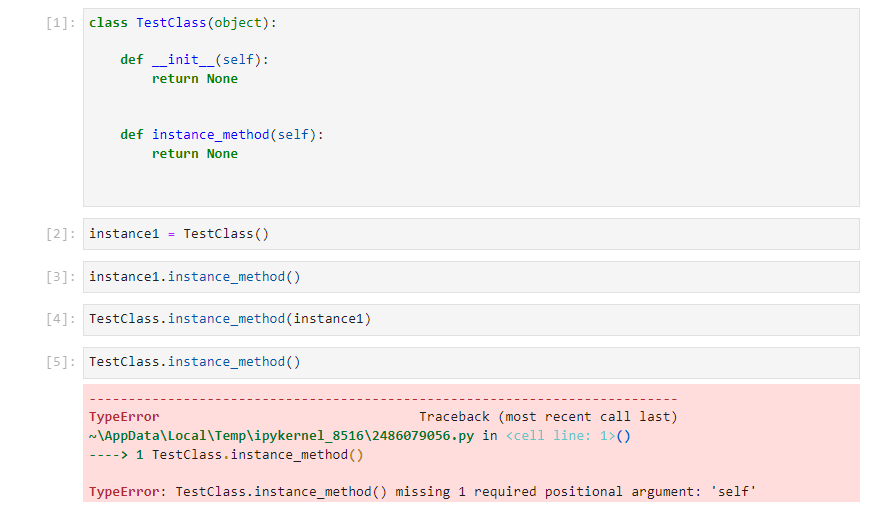 [1]: class TestClass(object):
def __init__(self):
return None
def instance_method(self):
return None
[2]: instance1 = TestClass()
[3]: instance1.instance_method()
[4]: TestClass.instance_method(instance1)
[5]: TestClass.instance_method()
---------------------------------------------------------------------------
TypeError                                 Traceback (most recent call last)
~\AppData\Local\Temp\ipykernel_8516\2486079056.py in <cell line: 1>()
----> 1 TestClass.instance_method()
TypeError: TestClass.instance_method() missing 1 required positional argument: 'self'